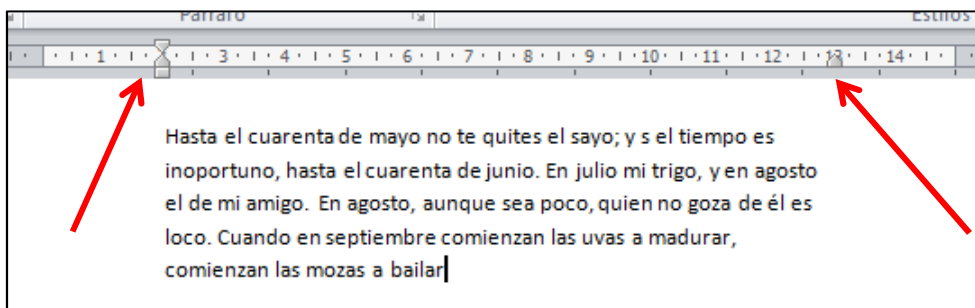 Párrafo Estilos
1 3 4 5 6 7 8 9 10 11 12 13 14
Hasta el cuarenta de mayo no te quites el sayo; y s el tiempo es
inoportuno, hasta el cuarenta de junio. En julio mi trigo, y en agosto
el de mi amigo. En agosto, aunque sea poco, quien no goza de él es
loco. Cuando en septiembre comienzan las uvas a madurar,
comienzan las mozas a bailar